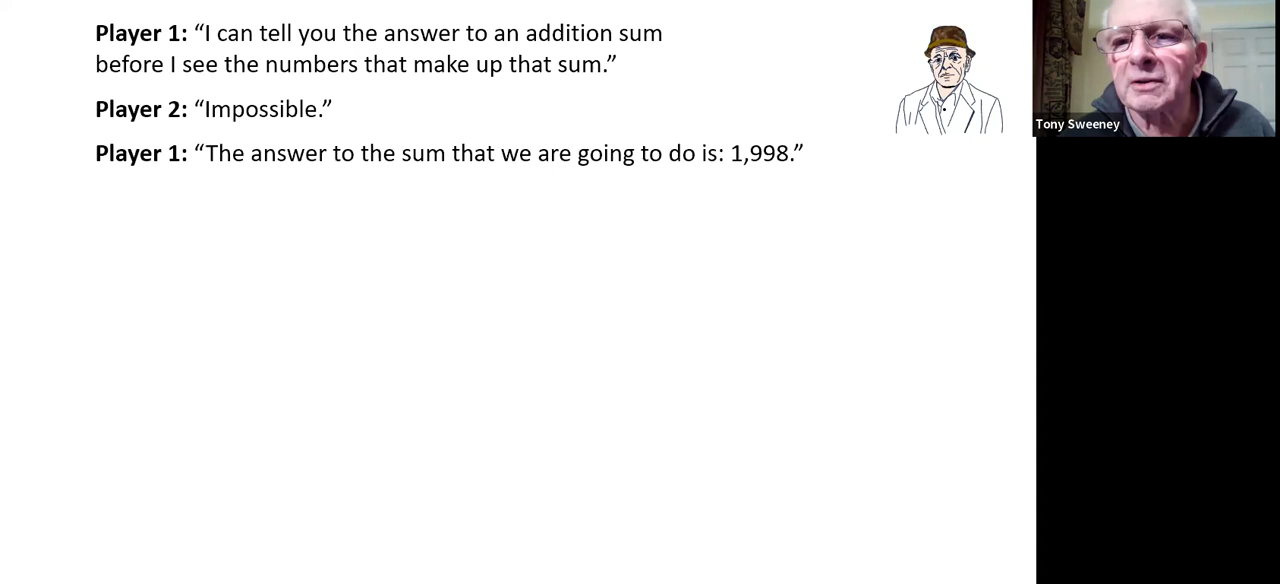 Player 1: “I can tell you the answer to an addition sum
before I see the numbers that make up that sum.”
Player 2: “Impossible.”
Player 1: “The answer to the sum that we are going to do is: 1,998.”
Tony Sweeney